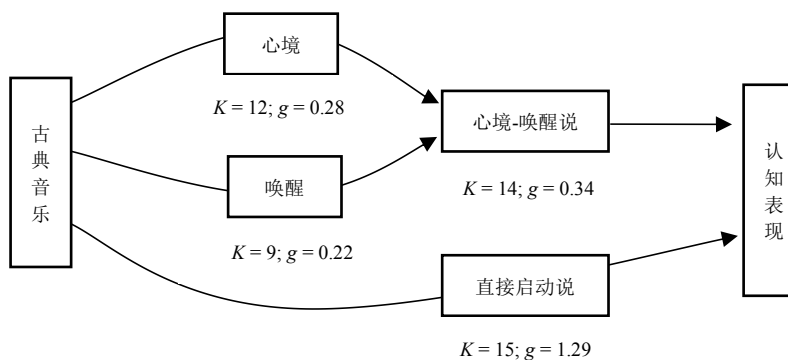 心境
K = 12; g = 0.28
古典音乐
唤醒
K = 9; g = 0.22
心境-唤醒说
K = 14; g = 0.34
直接启动说
K = 15; g = 1.29
认知表现